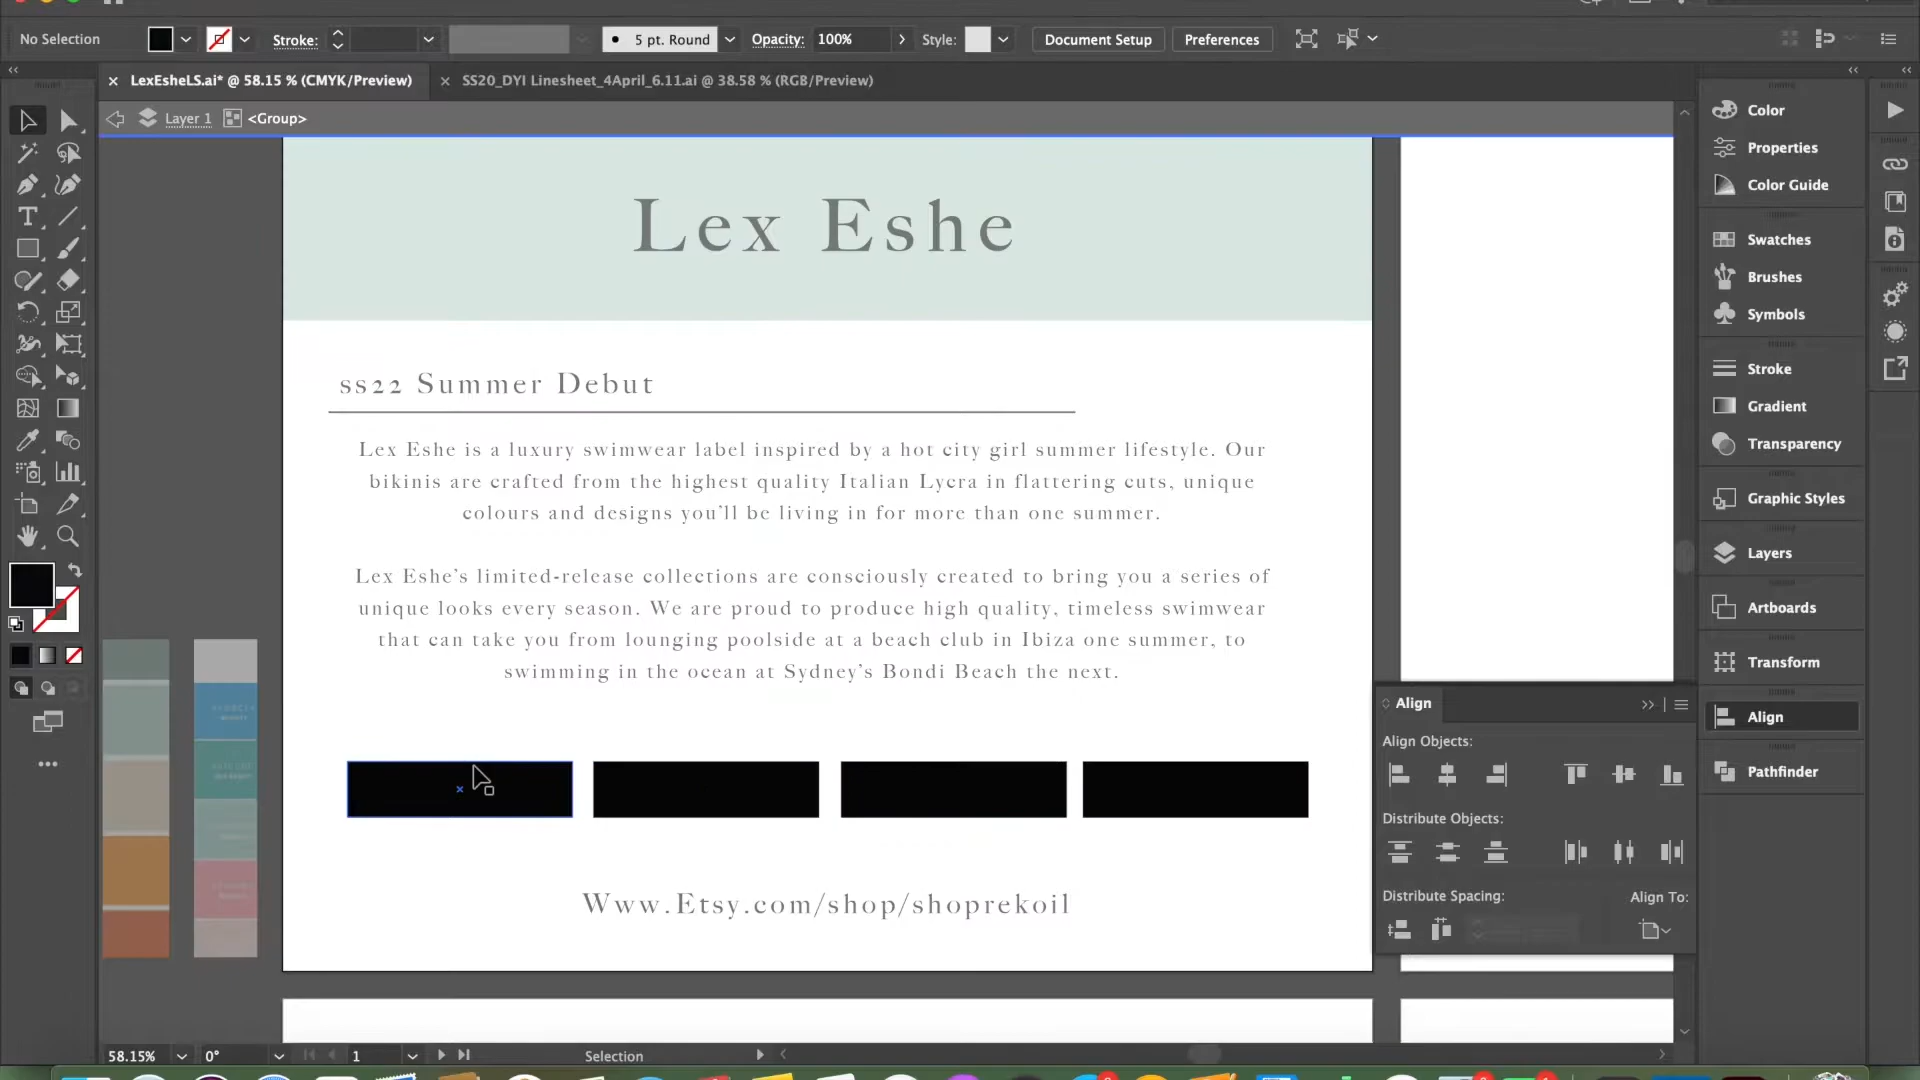 No Selection
Stroke:
5 pt. Round
Opacity:
100%
Style:
Document Setup
Preferences
LexEsheLS.ai* @ 58.15 % (CMYK/Preview)
SS20_DYI Linesheet_4April_6.11.ai @ 38.58 % (RGB/Preview)
Layer 1
<Group>
Lex Eshe
ss22 Summer Debut
Lex Eshe is a luxury swimwear label inspired by a hot city girl summer lifestyle. Our
bikinis are crafted from the highest quality Italian Lycra in flattering cuts, unique
colours and designs you'll be living in for more than one summer.
Lex Eshe's limited-release collections are consciously created to bring you a series of
unique looks every season. We are proud to produce high quality, timeless swimwear
that can take you from lounging poolside at a beach club in Ibiza one summer, to
swimming in the ocean at Sydney's Bondi Beach the next.
Www.Etsy.com/shop/shoprekoil
Color
Properties
Color Guide
Swatches
Brushes
Symbols
Stroke
Gradient
Transparency
Graphic Styles
Layers
Artboards
Transform
Align
Pathfinder
Align
Align Objects:
Distribute Objects:
Distribute Spacing:
Align To:
58.15%
0°
1
Selection